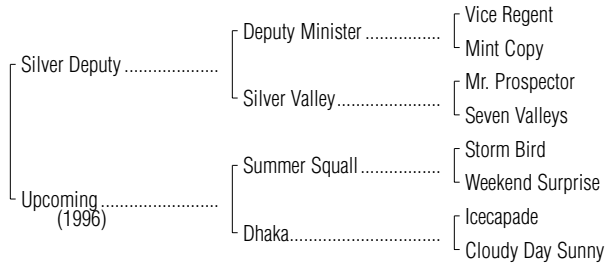 Vice Regent
Deputy Minister ................
Mint Copy
Silver Deputy ....................
Mr. Prospector
Silver Valley......................
Seven Valleys
Storm Bird
Summer Squall .................
Weekend Surprise
Upcoming.........................
(1996)
Icecapade
Dhaka................................
Cloudy Day Sunny